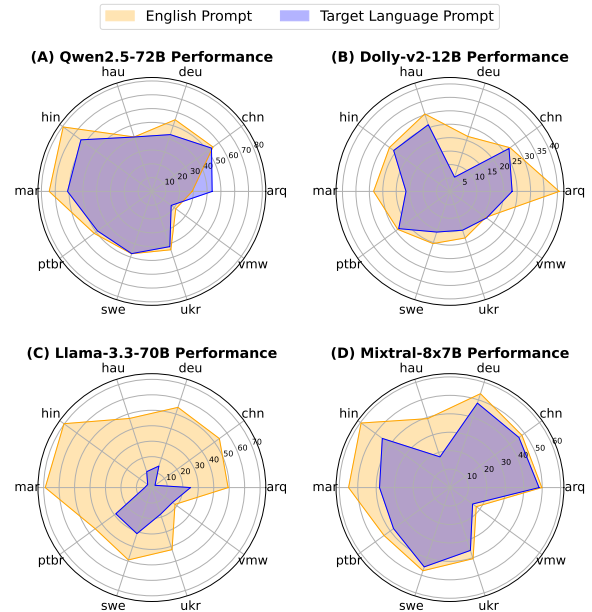 English Prompt
Target Language Prompt
(A) Qwen2.5-72B Performance
(B) Dolly-v2-12B Performance
hau
deu
hin
chn
mar
arq
ptbr
vmw
swe
ukr
10
20
30
40
50
60
70
80
hau
deu
hin
chn
mar
arq
ptbr
vmw
swe
ukr
5
10
15
20
25
30
35
40
(C) Llama-3.3-70B Performance
(D) Mixtral-8x7B Performance
hau
deu
hin
chn
mar
arq
ptbr
vmw
swe
ukr
10
20
30
40
50
60
70
hau
deu
hin
chn
mar
arq
ptbr
vmw
swe
ukr
10
20
30
40
50
60